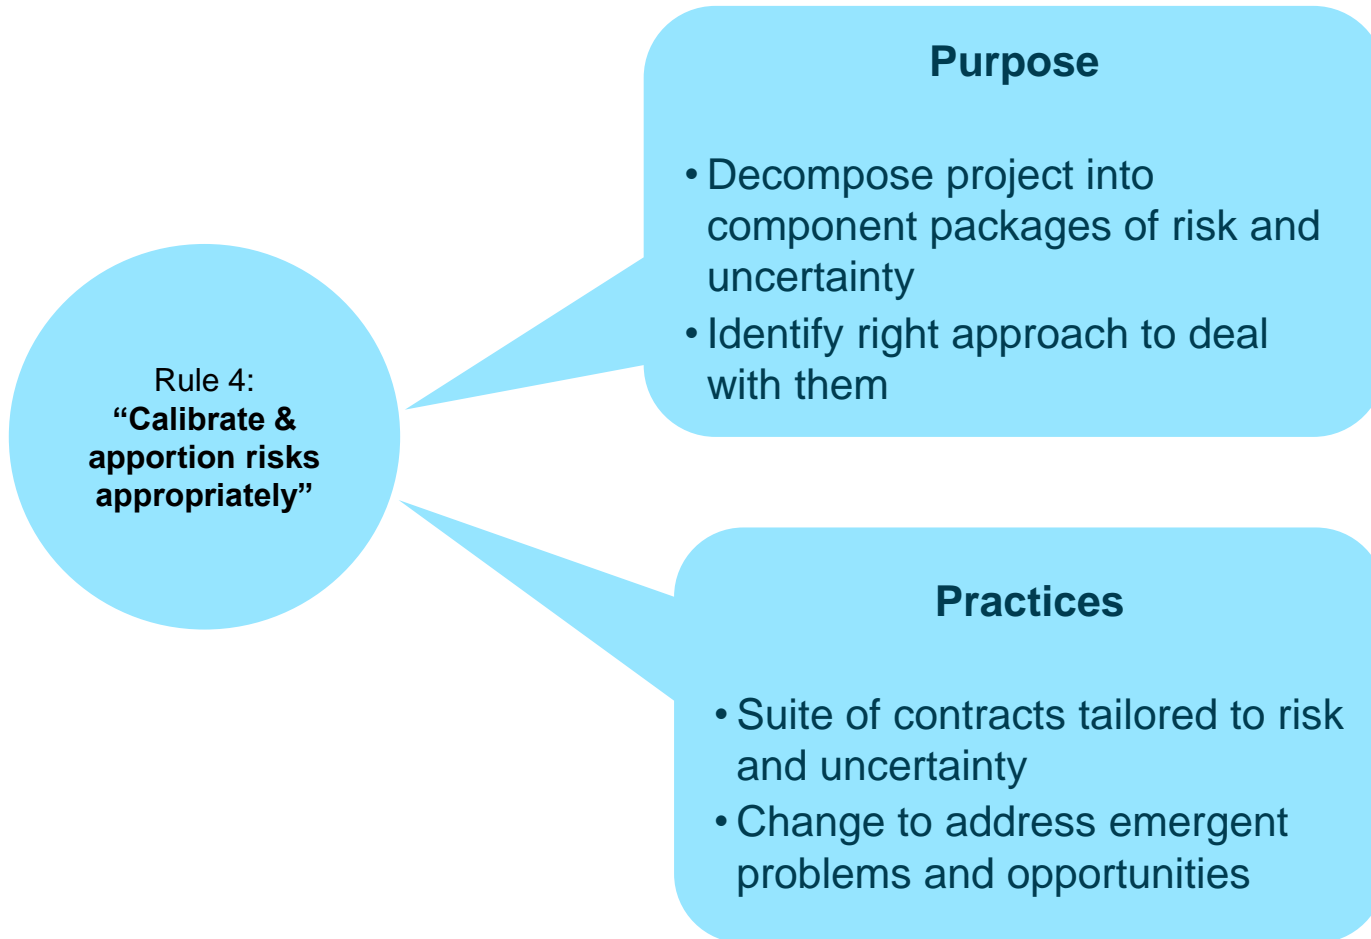 Rule 4:
“Calibrate &
apportion risks
appropriately”
Purpose
• Decompose project into
component packages of risk and
uncertainty
• Identify right approach to deal
with them
Practices
• Suite of contracts tailored to risk
and uncertainty
• Change to address emergent
problems and opportunities